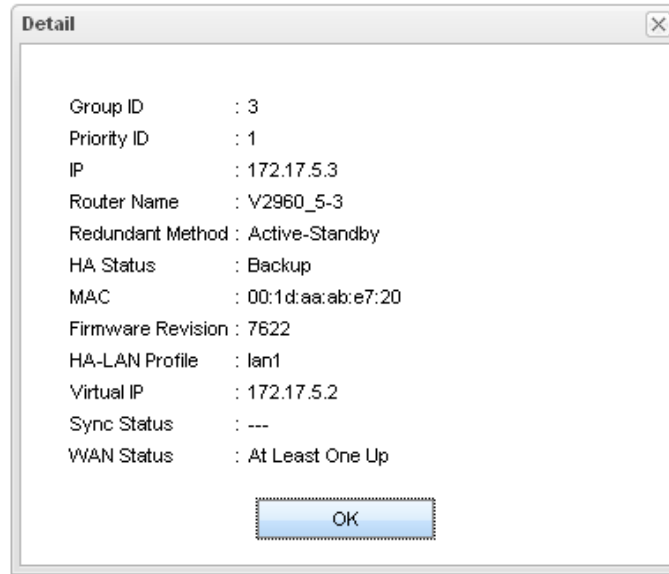 Detail
Group ID : 3
Priority ID : 1
IP : 172.17.5.3
Router Name : V2960_5-3
Redundant Method : Active-Standby
HA Status : Backup
MAC : 00:1d:aa:ab:e7:20
Firmware Revision : 7622
HA-LAN Profile : lan1
Virtual IP : 172.17.5.2
Sync Status : ---
WAN Status : At Least One Up
OK